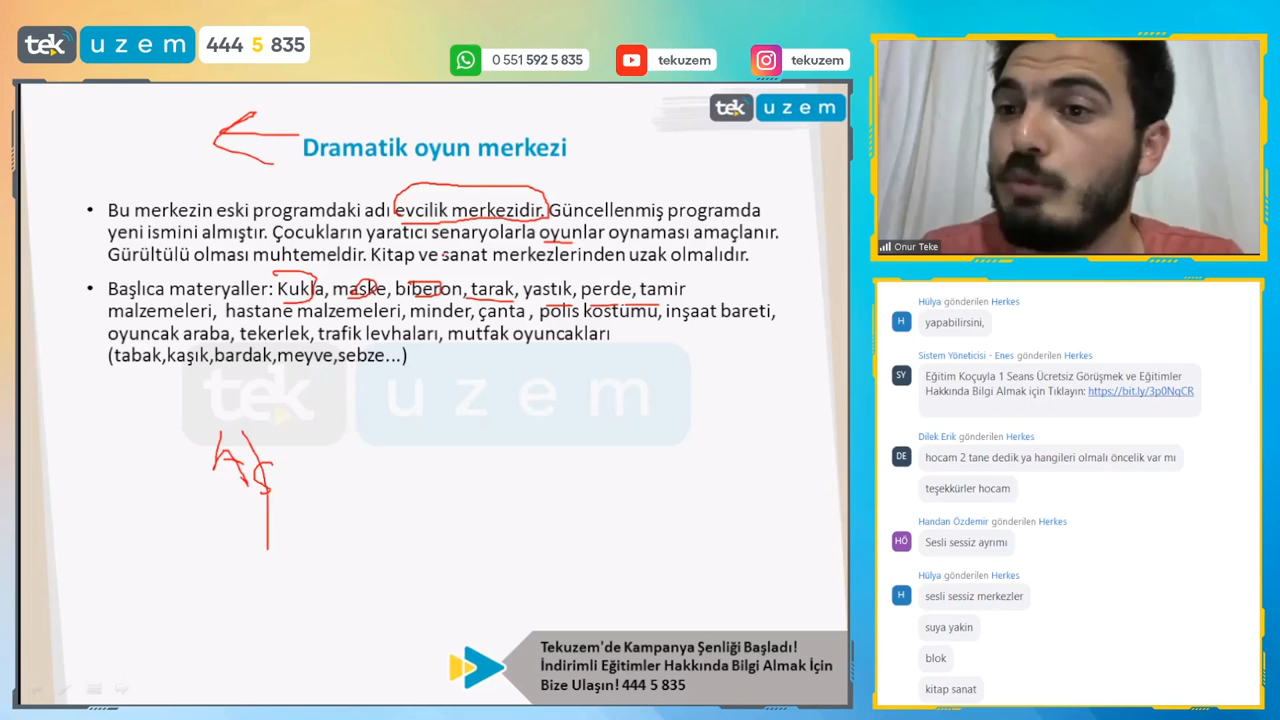 tek uzem 444 5 835
0 551 592 5 835 tekuzem tekuzem
tek uzem
Dramatik oyun merkezi
• Bu merkezin eski programdaki adı evcilik merkezidir. Güncellenmiş programda
yeni ismini almıştır. Çocukların yaratıcı senaryolarla oyunlar oynaması amaçlanır.
Gürültülü olması muhtemeldir. Kitap ve sanat merkezlerinden uzak olmalıdır.
• Başlıca materyaller: Kukla, maske, biberon, tarak, yastık, perde, tamir
malzemeleri, hastane malzemeleri, minder, çanta , polis kostümü, inşaat bareti,
oyuncak araba, tekerlek, trafik levhaları, mutfak oyuncakları
(tabak,kaşık,bardak,meyve,sebze...)
tek uzem
Tekuzem'de Kampanya Şenliği Başladı!
İndirimli Eğitimler Hakkında Bilgi Almak İçin
Bize Ulaşın! 444 5 835
Onur Teke
Hülya gönderilen Herkes
H yapabilirsini,
Sistem Yöneticisi - Enes gönderilen Herkes
SY Eğitim Koçuyla 1 Seans Ücretsiz Görüşmek ve Eğitimler
Hakkında Bilgi Almak için Tıklayın: https://bit.ly/3p0NqCR
Dilek Erik gönderilen Herkes
DE hocam 2 tane dedik ya hangileri olmalı öncelik var mı
teşekkürler hocam
Handan Özdemir gönderilen Herkes
HÖ Sesli sessiz ayrımı
Hülya gönderilen Herkes
H sesli sessiz merkezler
suya yakin
blok
kitap sanat